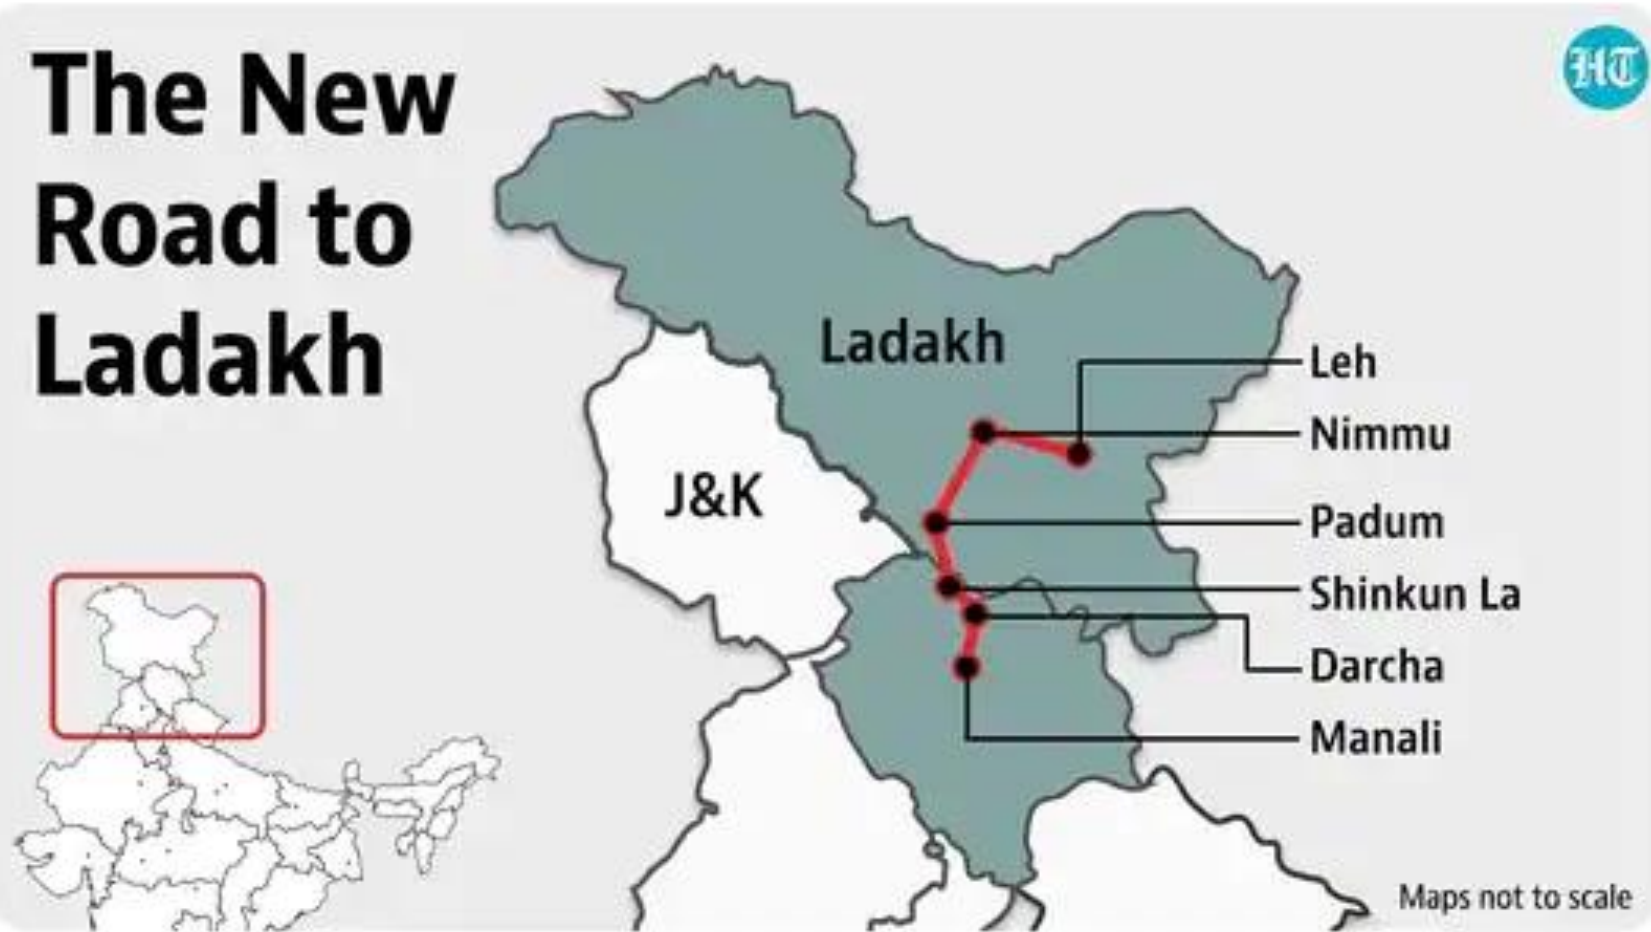 The New
Road to
Ladakh
HT
Ladakh
J&K
Leh
Nimmu
Padum
Shinkun La
Darcha
Manali
Maps not to scale